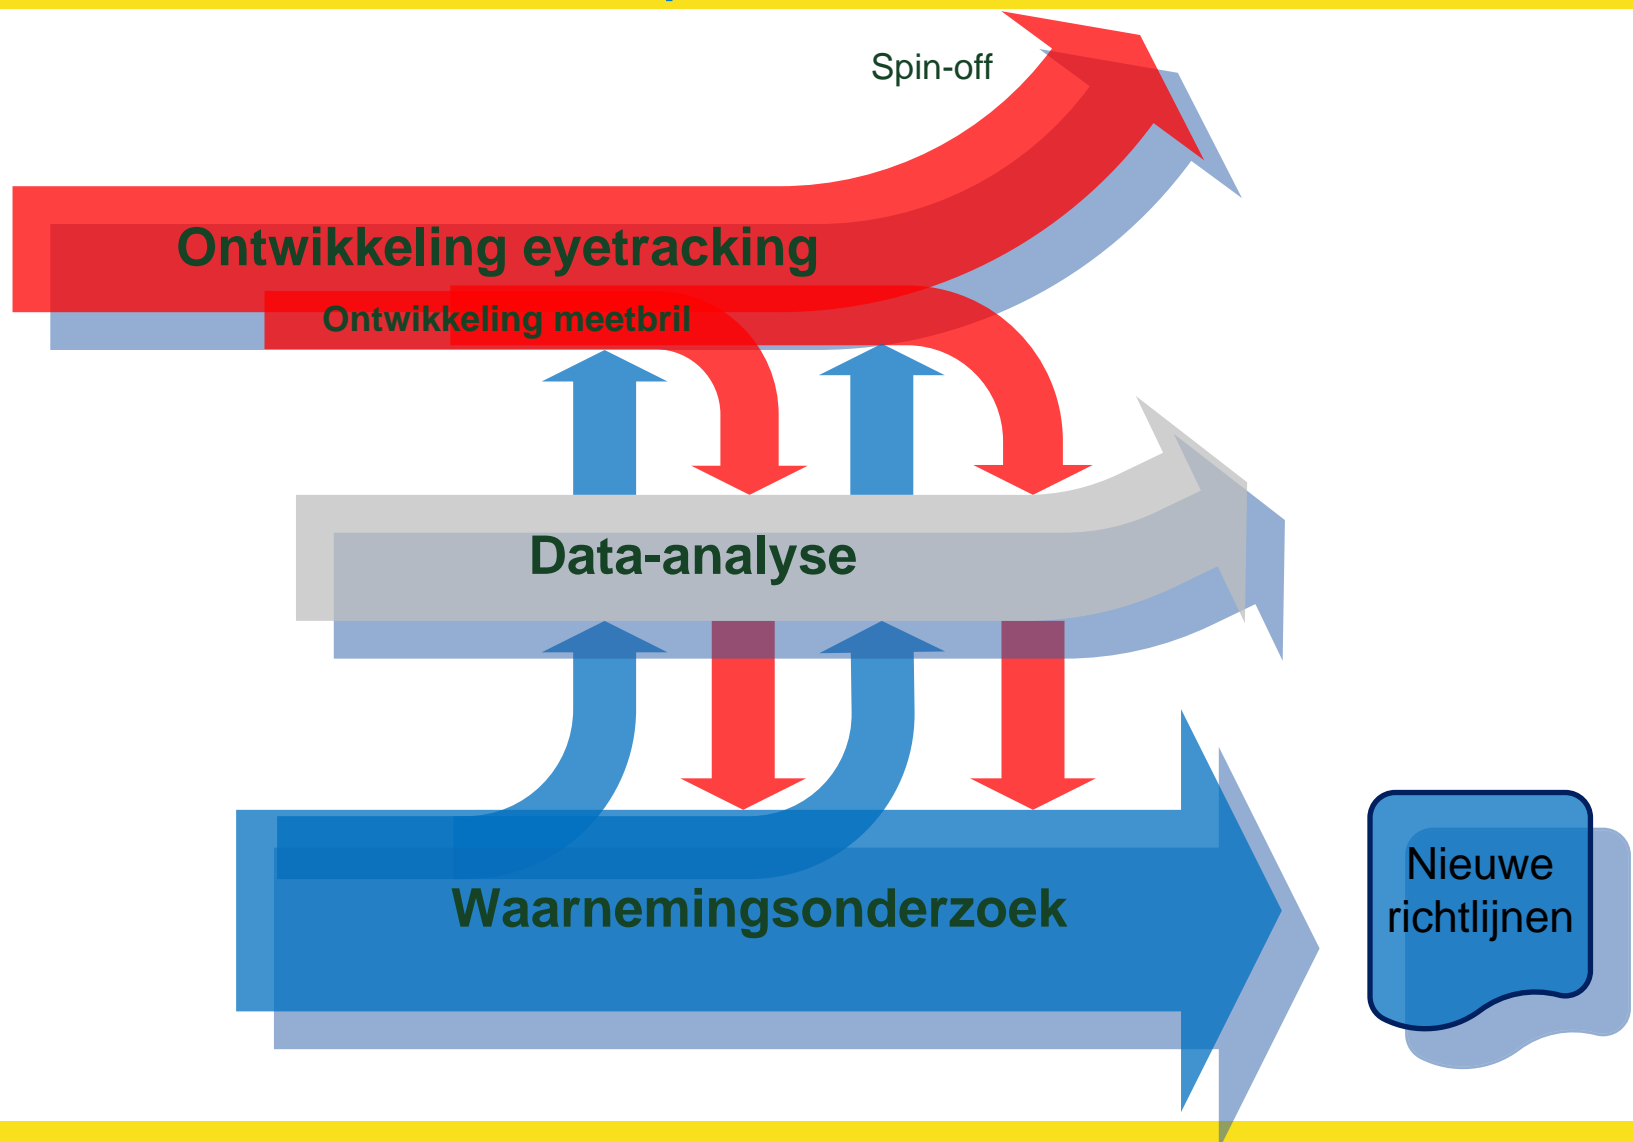 Spin-off
Ontwikkeling eyetracking
Ontwikkeling meetbril
Data-analyse
Waarnemingsonderzoek
Nieuwe
richtlijnen